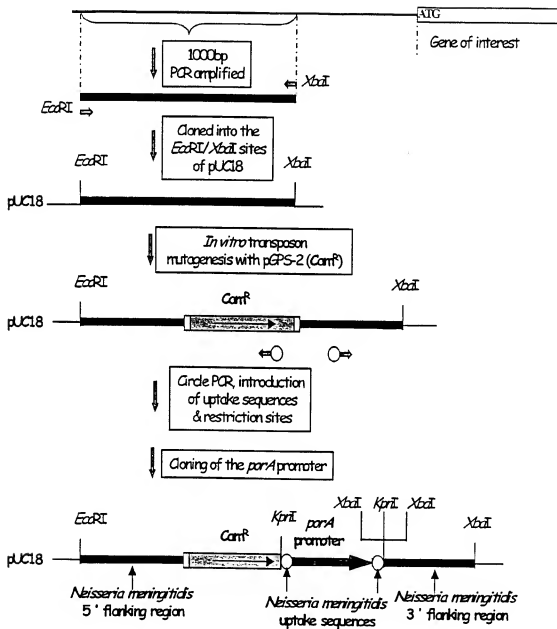 ATG
Gene of interest
1000bp
PCR amplified
XbaI
EcoRI
Cloned into the
EcoRI/XbaI sites
of pUC18
EcoRI
XbaI
pUC18
In vitro transposon
mutagenesis with pGPS-2 (CamR)
EcoRI
CamR
XbaI
pUC18
Circle PCR, introduction
of uptake sequences
& restriction sites
Cloning of the porA promoter
EcoRI
CamR
KpnI
porA
promoter
XbaI
KpnI
XbaI
XbaI
pUC18
Neisseria meningitidis
5' flanking region
Neisseria meningitidis
uptake sequences
Neisseria meningitidis
3' flanking region